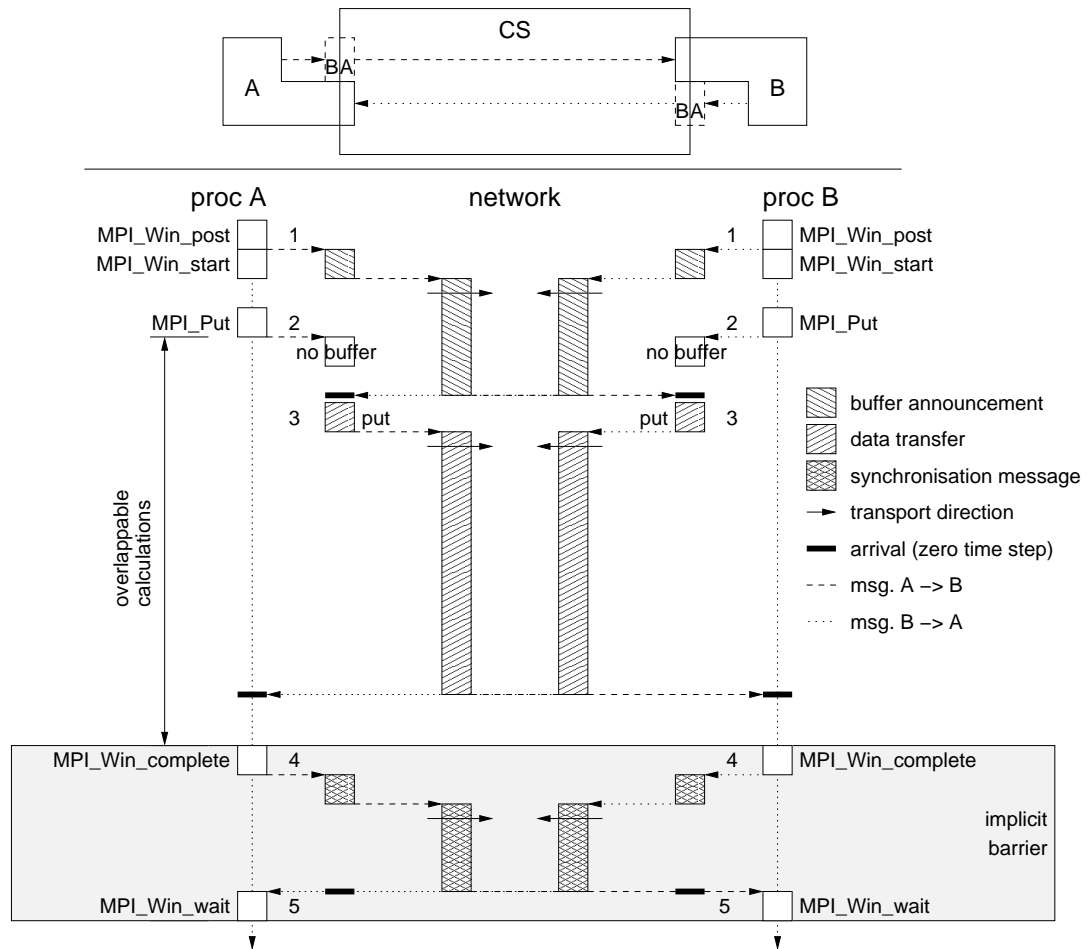 CS
A
BA
BA
B
proc A
network
proc B
MPI_Win_post
1
1
MPI_Win_post
MPI_Win_start
MPI_Win_start
MPI_Put
2
2
MPI_Put
no buffer
no buffer
3
put
put
3
buffer announcement
data transfer
synchronisation message
transport direction
arrival (zero time step)
msg. A −> B
msg. B −> A
overlappable
calculations
MPI_Win_complete
4
4
MPI_Win_complete
implicit
barrier
MPI_Win_wait
5
5
MPI_Win_wait